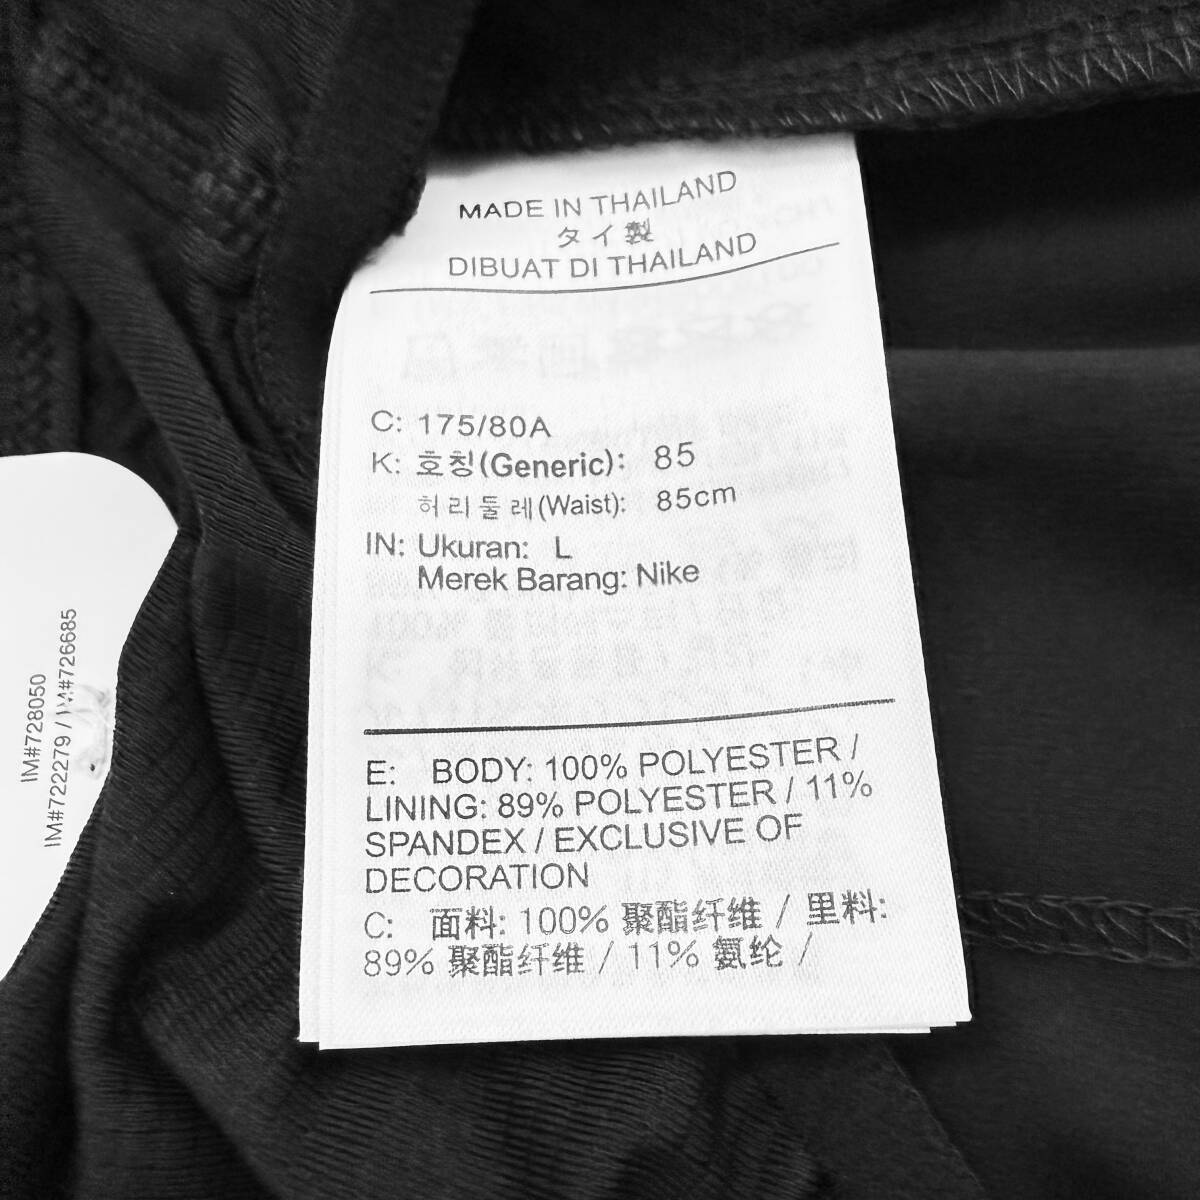 MADE IN THAILAND
タイ製
DIBUAT DI THAILAND
C: 175/80A
K: 호칭(Generic): 85
허리둘레(Waist): 85cm
IN: Ukuran: L
Merek Barang: Nike
E: BODY: 100% POLYESTER /
LINING: 89% POLYESTER / 11%
SPANDEX / EXCLUSIVE OF
DECORATION
C: 面料: 100% 聚酯纤维 / 里料:
89% 聚酯纤维 / 11% 氨纶 /
IM#728050
IM#722279 / IM#726685